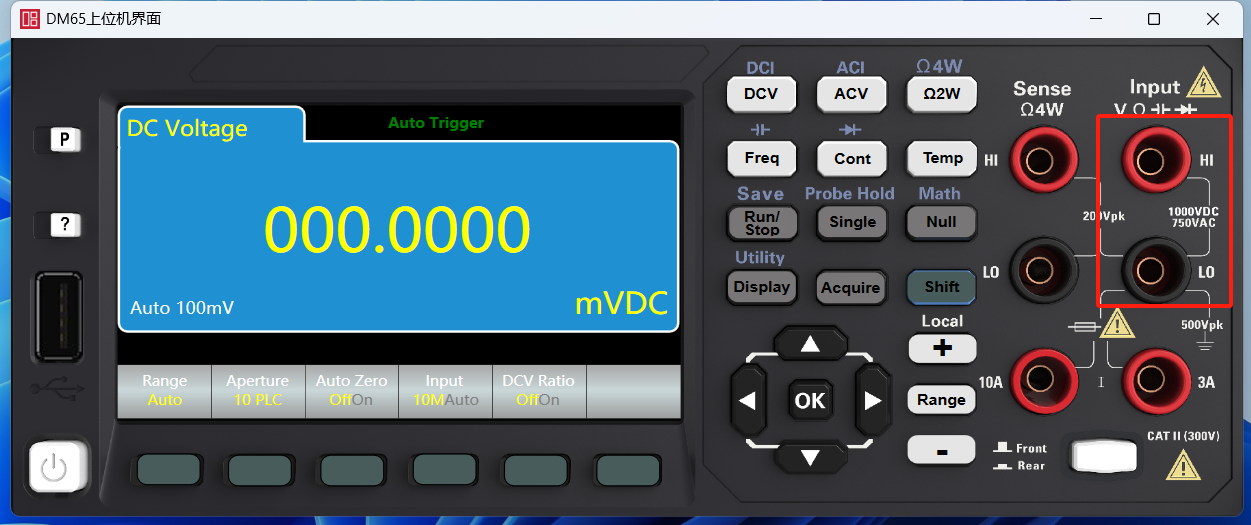 DM65上位机界面
DC Voltage
Auto Trigger
000.0000
Auto 100mV
mVDC
Range
Auto
Aperture
10 PLC
Auto Zero
OffOn
Input
10MAuto
DCV Ratio
OffOn
P
?
DCI
ACI
Ω4W
DCV
ACV
Ω2W
Freq
Cont
Temp
Save
Probe Hold
Math
Run/
Stop
Single
Null
Utility
Display
Acquire
Shift
Local
+
OK
Range
-
Sense
Ω4W
Input
V Ω
HI
HI
200Vpk
1000VDC
750VAC
LO
LO
500Vpk
10A
I
3A
Front
Rear
CAT II (300V)